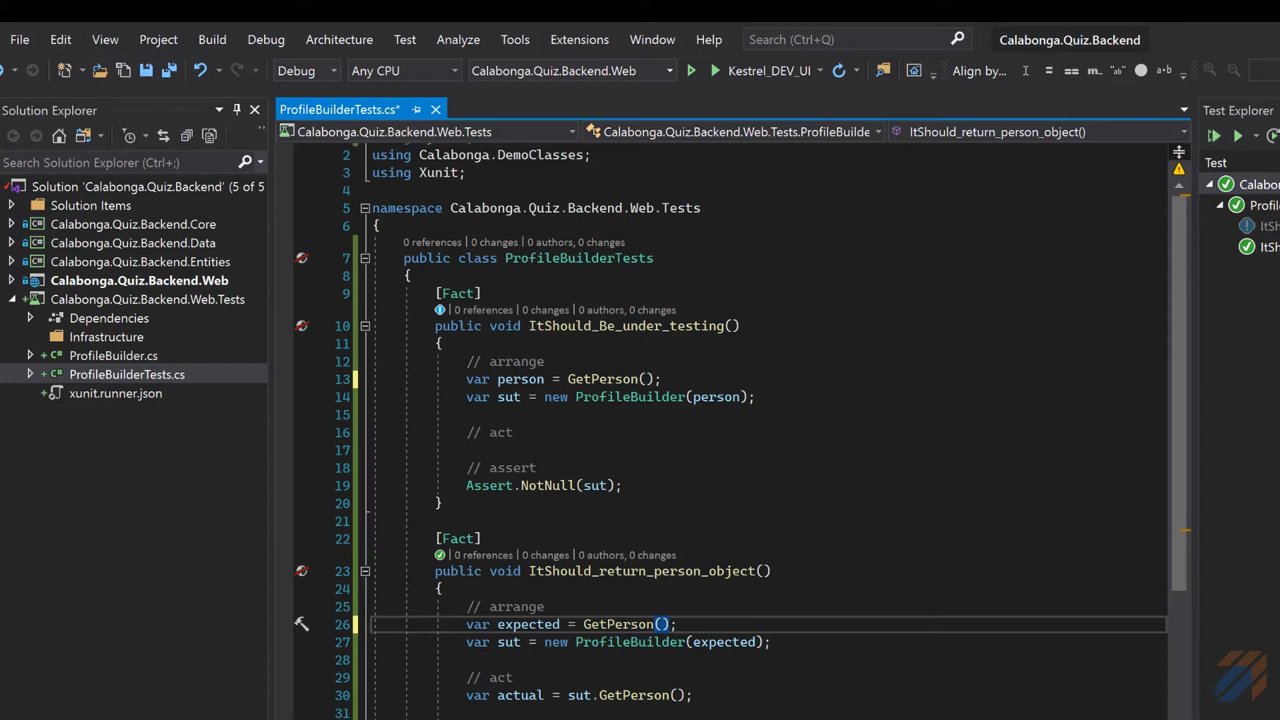 File Edit View Project Build Debug Architecture Test Analyze Tools Extensions Window Help Search (Ctrl+Q) Calabonga.Quiz.Backend
Debug Any CPU Calabonga.Quiz.Backend.Web Kestrel_DEV_UI Align by...
Solution Explorer
Search Solution Explorer (Ctrl+;)
Solution 'Calabonga.Quiz.Backend' (5 of 5
Solution Items
Calabonga.Quiz.Backend.Core
Calabonga.Quiz.Backend.Data
Calabonga.Quiz.Backend.Entities
Calabonga.Quiz.Backend.Web
Calabonga.Quiz.Backend.Web.Tests
Dependencies
Infrastructure
ProfileBuilder.cs
ProfileBuilderTests.cs
xunit.runner.json
ProfileBuilderTests.cs*
Calabonga.Quiz.Backend.Web.Tests Calabonga.Quiz.Backend.Web.Tests.ProfileBuilde ItShould_return_person_object()
2 using Calabonga.DemoClasses;
3 using Xunit;
4
5 namespace Calabonga.Quiz.Backend.Web.Tests
6 {
0 references | 0 changes | 0 authors, 0 changes
7 public class ProfileBuilderTests
8 {
9 [Fact]
0 references | 0 changes | 0 authors, 0 changes
10 public void ItShould_Be_under_testing()
11 {
12 // arrange
13 var person = GetPerson();
14 var sut = new ProfileBuilder(person);
15
16 // act
17
18 // assert
19 Assert.NotNull(sut);
20 }
21
22 [Fact]
0 references | 0 changes | 0 authors, 0 changes
23 public void ItShould_return_person_object()
24 {
25 // arrange
26 var expected = GetPerson();
27 var sut = new ProfileBuilder(expected);
28
29 // act
30 var actual = sut.GetPerson();
31
Test Explorer
Test
Calabo
Profi
ItSh
ItSh